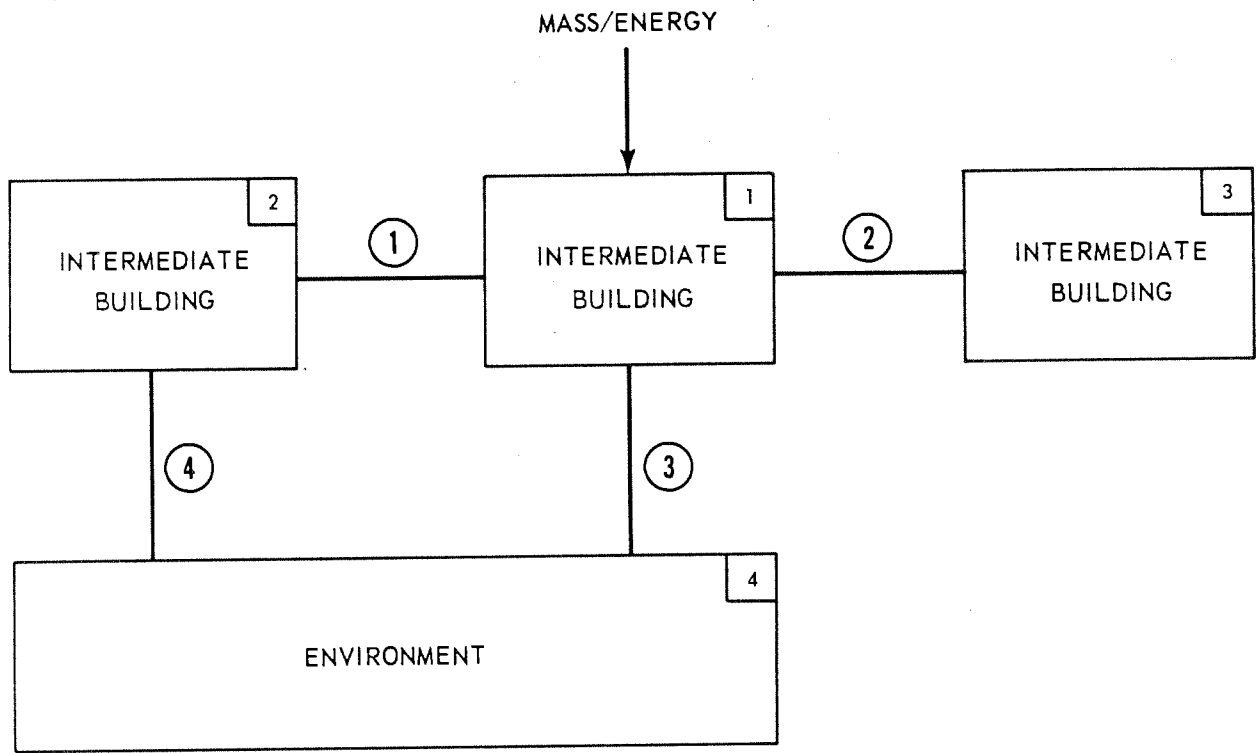 MASS/ENERGY
2
1
3
1
2
INTERMEDIATE
BUILDING
INTERMEDIATE
BUILDING
INTERMEDIATE
BUILDING
4
3
4
ENVIRONMENT